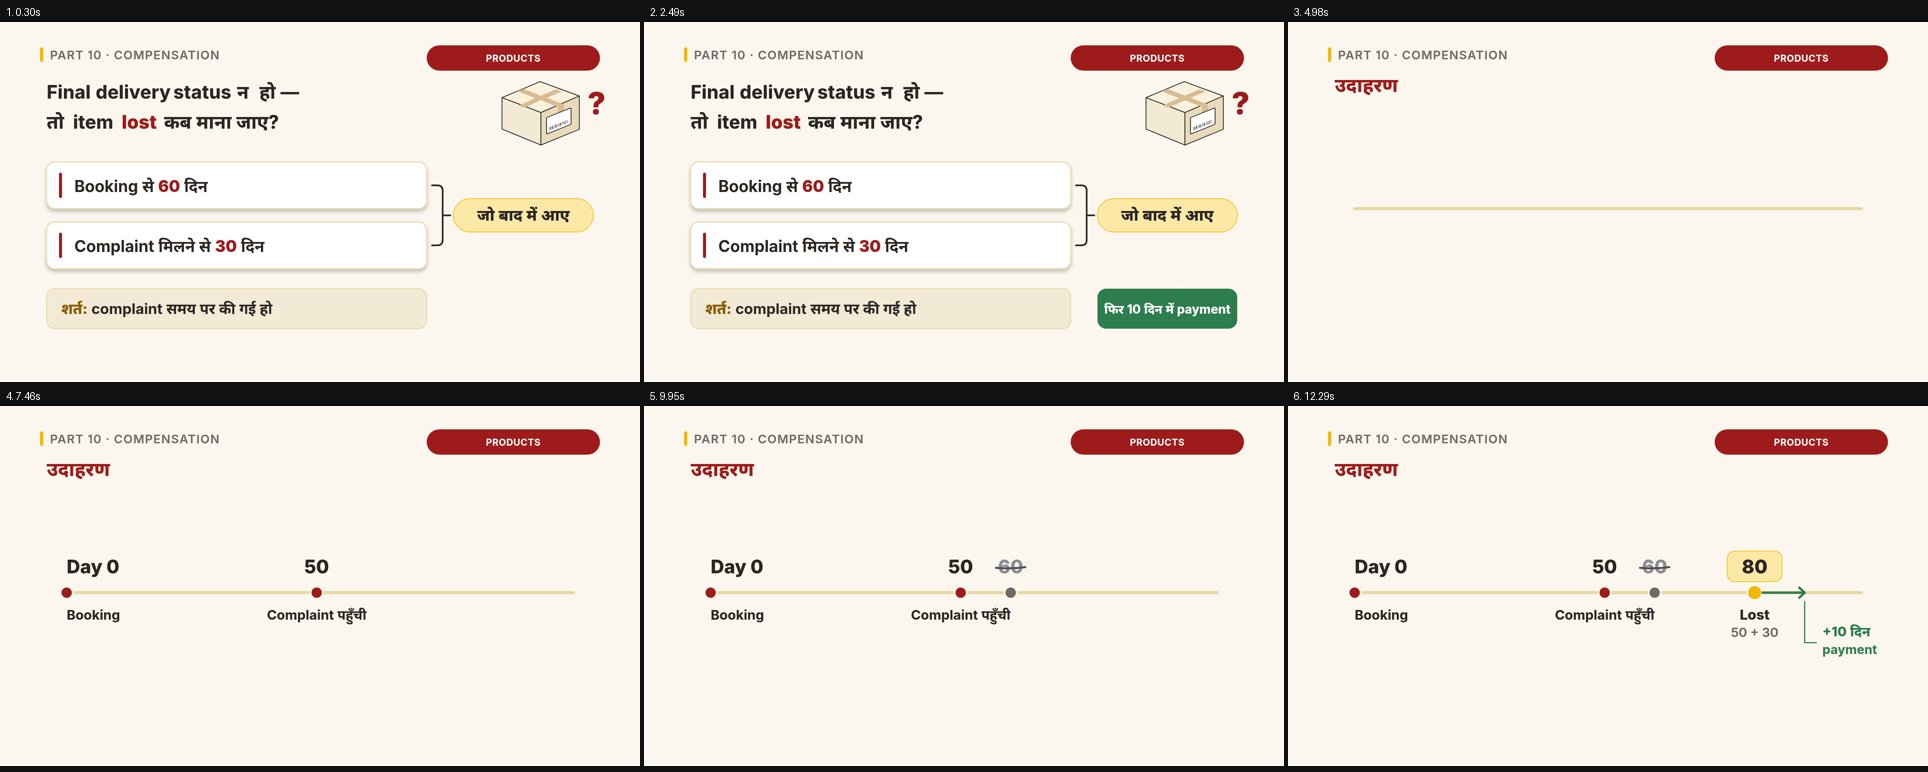 1. 0.30s
PART 10 · COMPENSATION
PRODUCTS
Final delivery status न हो —
तो item lost कब माना जाए?
?
Booking से 60 दिन
Complaint मिलने से 30 दिन
जो बाद में आए
शर्त: complaint समय पर की गई हो
2. 2.49s
PART 10 · COMPENSATION
PRODUCTS
Final delivery status न हो —
तो item lost कब माना जाए?
?
Booking से 60 दिन
Complaint मिलने से 30 दिन
जो बाद में आए
शर्त: complaint समय पर की गई हो
फिर 10 दिन में payment
3. 4.98s
PART 10 · COMPENSATION
PRODUCTS
उदाहरण
4. 7.46s
PART 10 · COMPENSATION
PRODUCTS
उदाहरण
Day 0
50
Booking
Complaint पहुँची
5. 9.95s
PART 10 · COMPENSATION
PRODUCTS
उदाहरण
Day 0
50
60
Booking
Complaint पहुँची
6. 12.29s
PART 10 · COMPENSATION
PRODUCTS
उदाहरण
Day 0
50
60
80
Booking
Complaint पहुँची
Lost
50 + 30
+10 दिन
payment